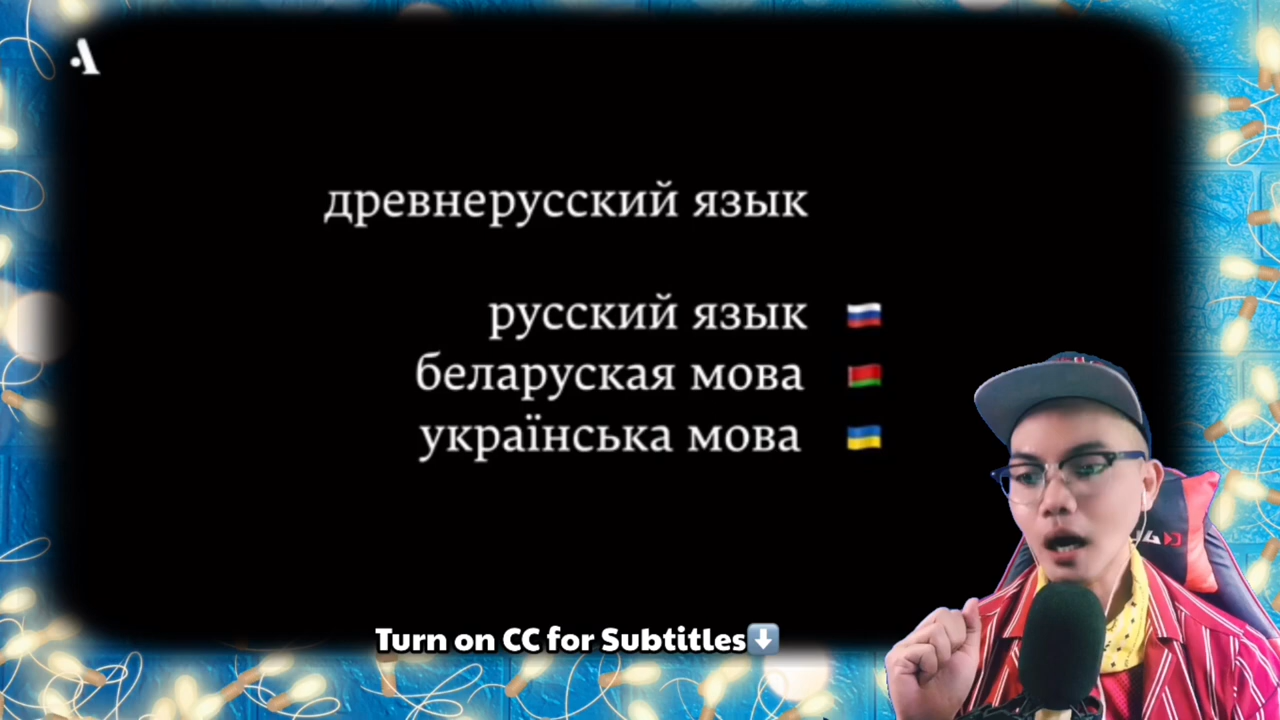 древнерусский язык
русский язык
беларуская мова
українська мова
Turn on CC for Subtitles⬇️